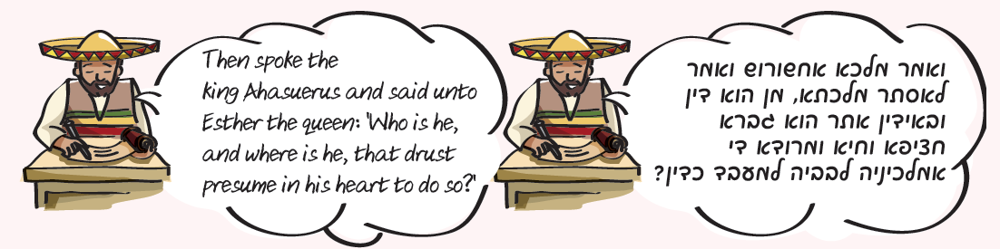 Then spoke the
king Ahasuerus and said unto
Esther the queen: 'Who is he,
and where is he, that drust
presume in his heart to do so?'
ואמר מלכא אחשורוש ואמר
לאסתר מלכתא, מן הוא דין
ובאידין אתר הוא גברא
חציפא וחיא ומרודא די
אמלכיניה לבביה למעבד כדין?